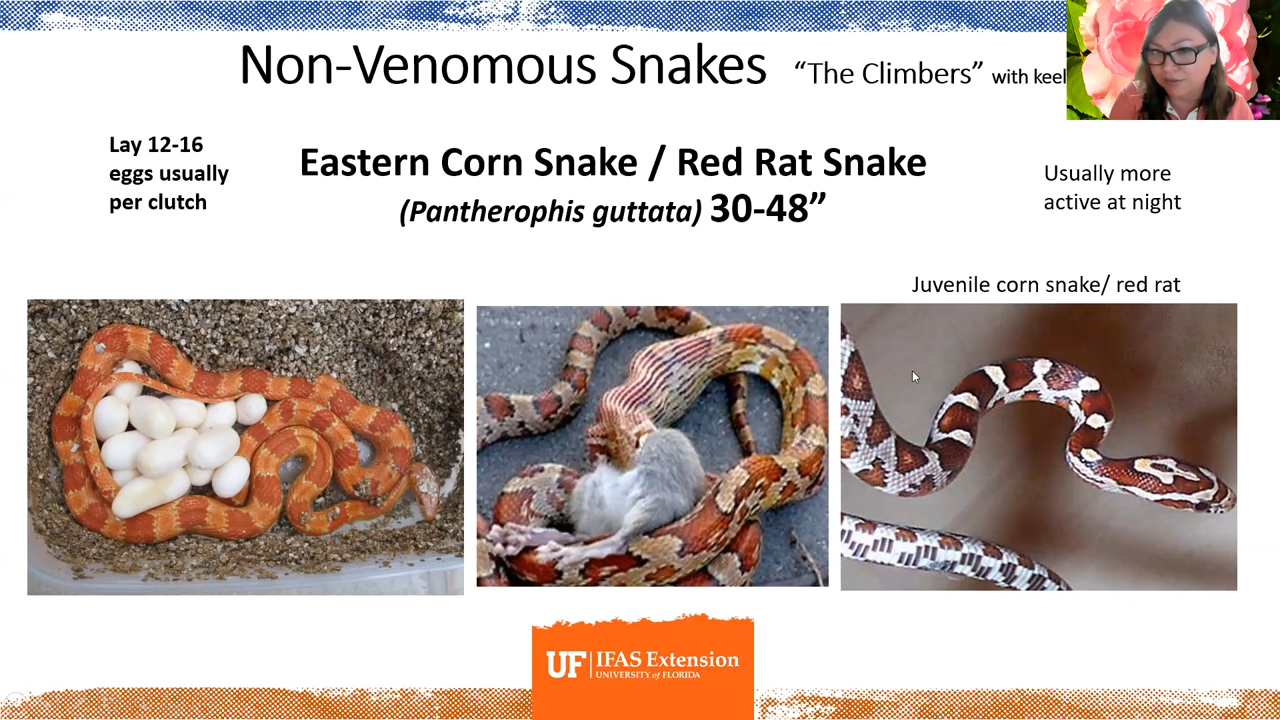 Non-Venomous Snakes “The Climbers” with keel
Lay 12-16
eggs usually
per clutch
Eastern Corn Snake / Red Rat Snake
(Pantherophis guttata) 30-48”
Usually more
active at night
Juvenile corn snake/ red rat
UF IFAS Extension
UNIVERSITY of FLORIDA